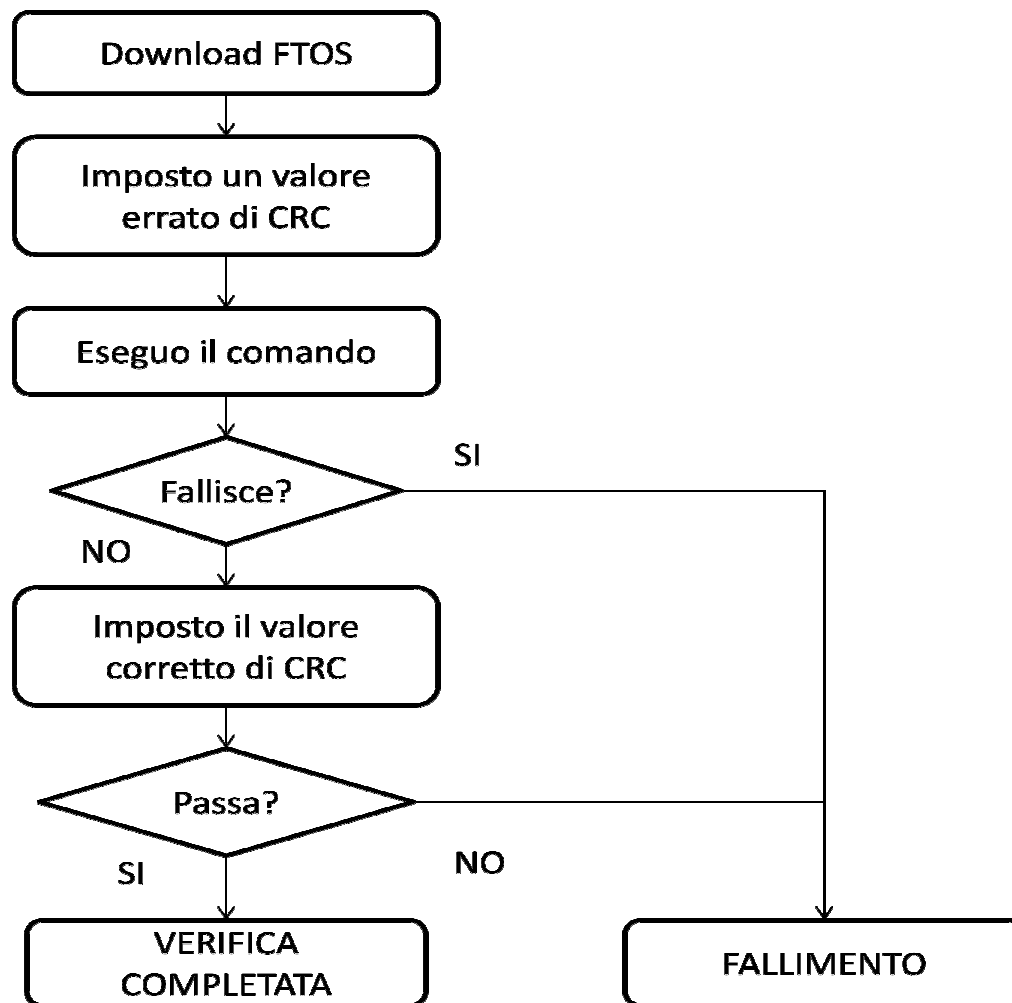 Download FTOS
Imposto un valore
errato di CRC
Eseguo il comando
Fallisce?
SI
NO
Imposto il valore
corretto di CRC
Passa?
SI
NO
VERIFICA
COMPLETATA
FALLIMENTO